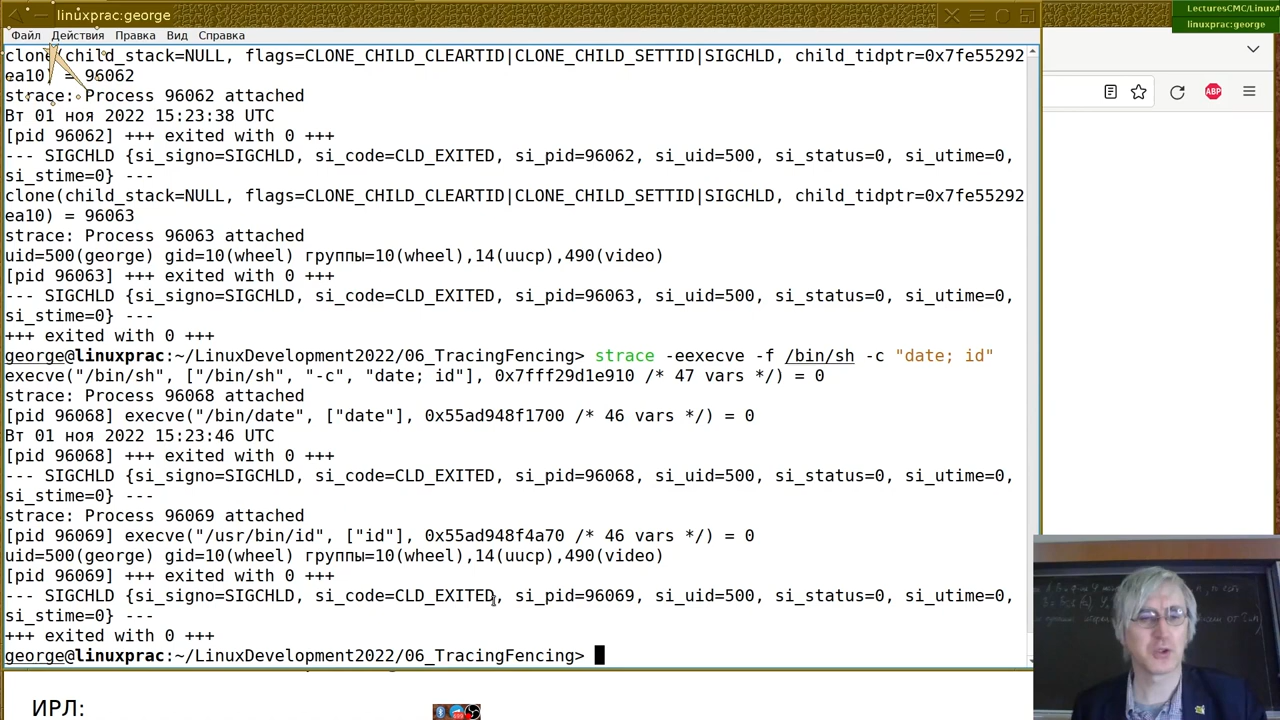 linuxprac:george
LecturesCMC/LinuxA
linuxprac:george
Файл Действия Правка Вид Справка
clone(child_stack=NULL, flags=CLONE_CHILD_CLEARTID|CLONE_CHILD_SETTID|SIGCHLD, child_tidptr=0x7fe55292
ea10) = 96062
strace: Process 96062 attached
Вт 01 ноя 2022 15:23:38 UTC
[pid 96062] +++ exited with 0 +++
--- SIGCHLD {si_signo=SIGCHLD, si_code=CLD_EXITED, si_pid=96062, si_uid=500, si_status=0, si_utime=0,
si_stime=0} ---
clone(child_stack=NULL, flags=CLONE_CHILD_CLEARTID|CLONE_CHILD_SETTID|SIGCHLD, child_tidptr=0x7fe55292
ea10) = 96063
strace: Process 96063 attached
uid=500(george) gid=10(wheel) группы=10(wheel),14(uucp),490(video)
[pid 96063] +++ exited with 0 +++
--- SIGCHLD {si_signo=SIGCHLD, si_code=CLD_EXITED, si_pid=96063, si_uid=500, si_status=0, si_utime=0,
si_stime=0} ---
+++ exited with 0 +++
george@linuxprac:~/LinuxDevelopment2022/06_TracingFencing> strace -eexecve -f /bin/sh -c "date; id"
execve("/bin/sh", ["/bin/sh", "-c", "date; id"], 0x7fff29d1e910 /* 47 vars */) = 0
strace: Process 96068 attached
[pid 96068] execve("/bin/date", ["date"], 0x55ad948f1700 /* 46 vars */) = 0
Вт 01 ноя 2022 15:23:46 UTC
[pid 96068] +++ exited with 0 +++
--- SIGCHLD {si_signo=SIGCHLD, si_code=CLD_EXITED, si_pid=96068, si_uid=500, si_status=0, si_utime=0,
si_stime=0} ---
strace: Process 96069 attached
[pid 96069] execve("/usr/bin/id", ["id"], 0x55ad948f4a70 /* 46 vars */) = 0
uid=500(george) gid=10(wheel) группы=10(wheel),14(uucp),490(video)
[pid 96069] +++ exited with 0 +++
--- SIGCHLD {si_signo=SIGCHLD, si_code=CLD_EXITED, si_pid=96069, si_uid=500, si_status=0, si_utime=0,
si_stime=0} ---
+++ exited with 0 +++
george@linuxprac:~/LinuxDevelopment2022/06_TracingFencing>
ABP
ИРЛ: